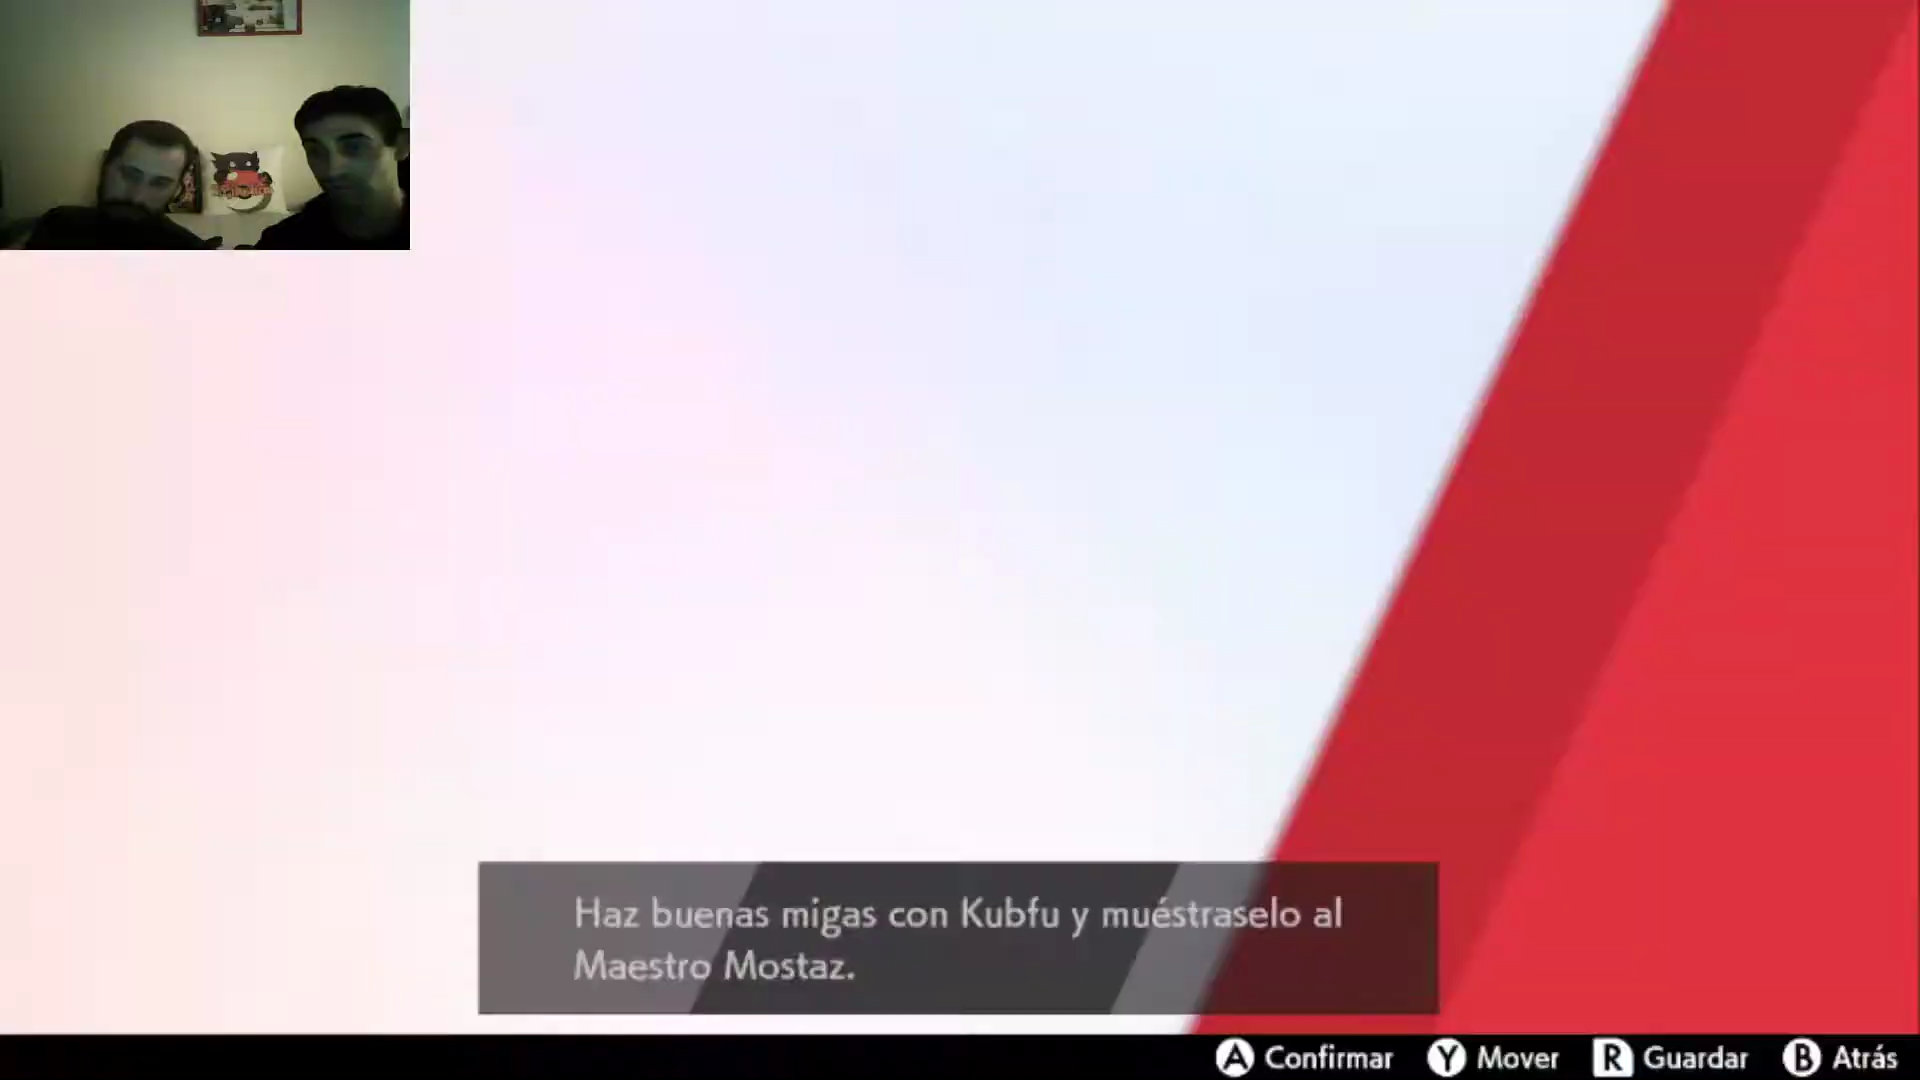 Haz buenas migas con Kubfu y muéstraselo al
Maestro Mostaz.
A Confirmar Y Mover R Guardar B Atrás